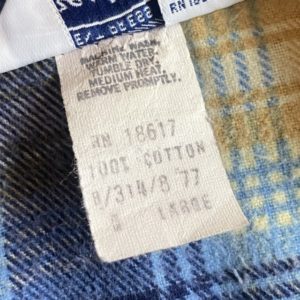 RN
MACHINE WASH,
WARM WATER
TUMBLE DRY,
MEDIUM HEAT
REMOVE PROMPTLY.
RN 18617
100% COTTON
8/314/8 77
LARGE